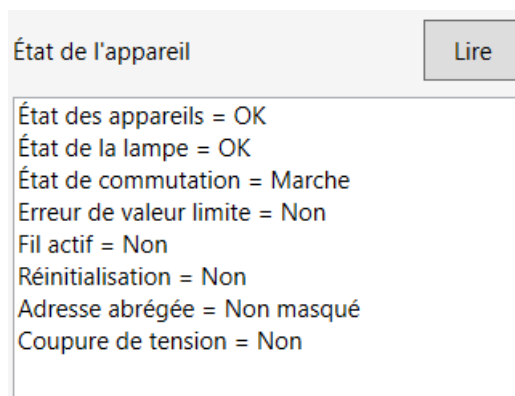 État de l'appareil
Lire
État des appareils = OK
État de la lampe = OK
État de commutation = Marche
Erreur de valeur limite = Non
Fil actif = Non
Réinitialisation = Non
Adresse abrégée = Non masqué
Coupure de tension = Non